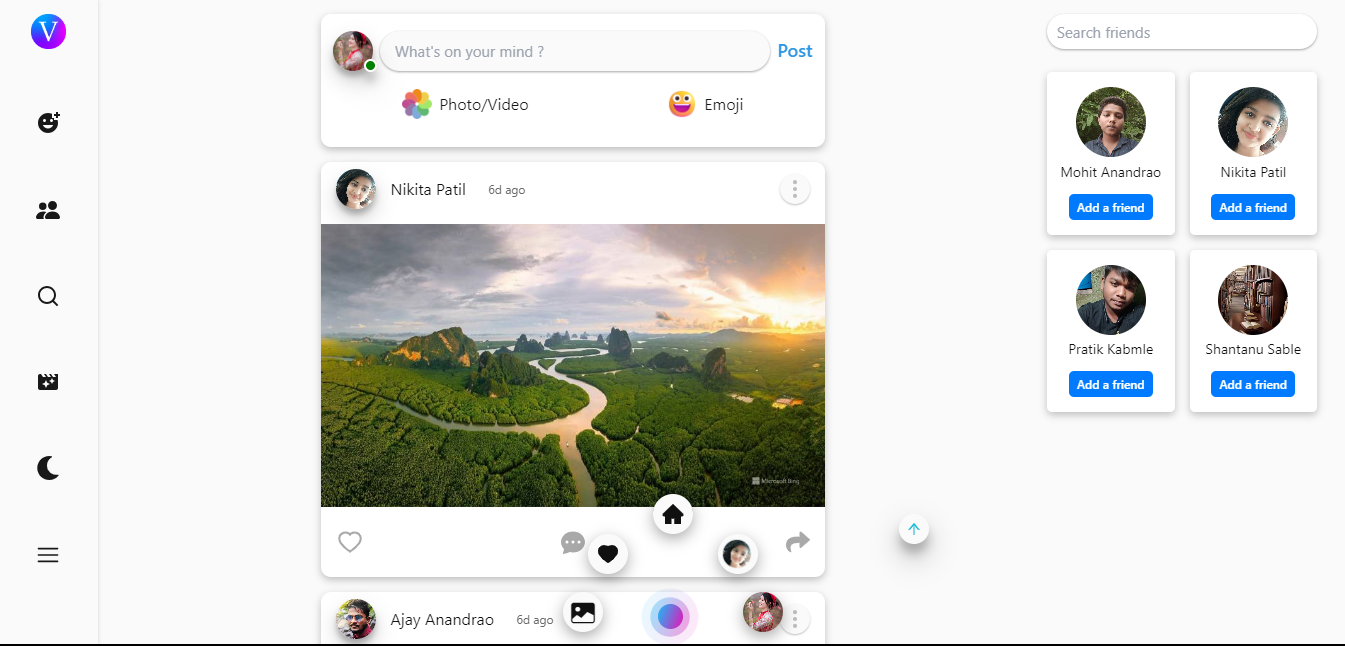 V
What's on your mind ?
Post
Photo/Video
Emoji
Nikita Patil
6d ago
Microsoft Bing
Ajay Anandrao
6d ago
Search friends
Mohit Anandrao
Add a friend
Nikita Patil
Add a friend
Pratik Kabmle
Add a friend
Shantanu Sable
Add a friend